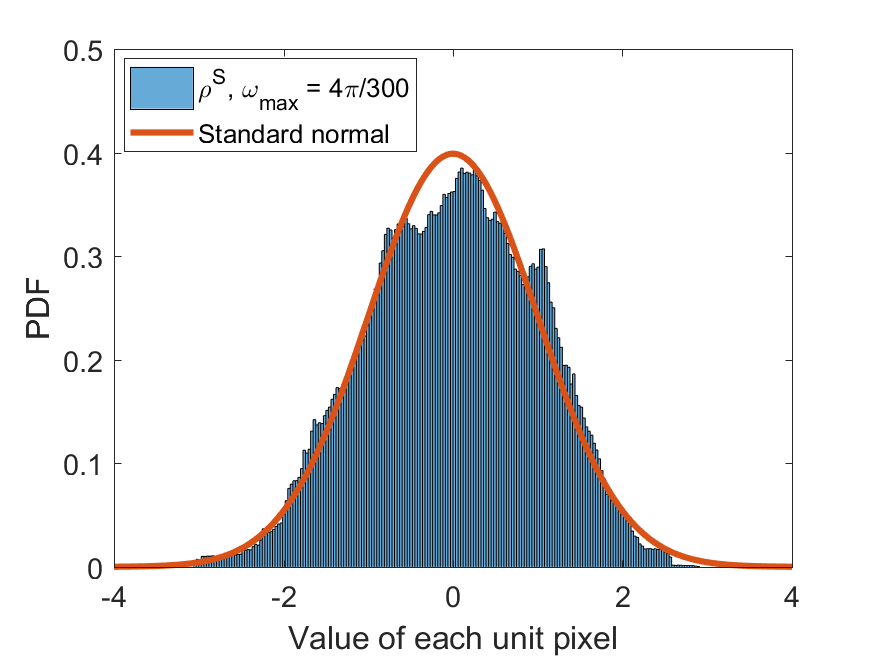 0.5
ρ^S, ω_max = 4π/300
Standard normal
0.4
0.3
0.2
0.1
0
PDF
-4 -2 0 2 4
Value of each unit pixel